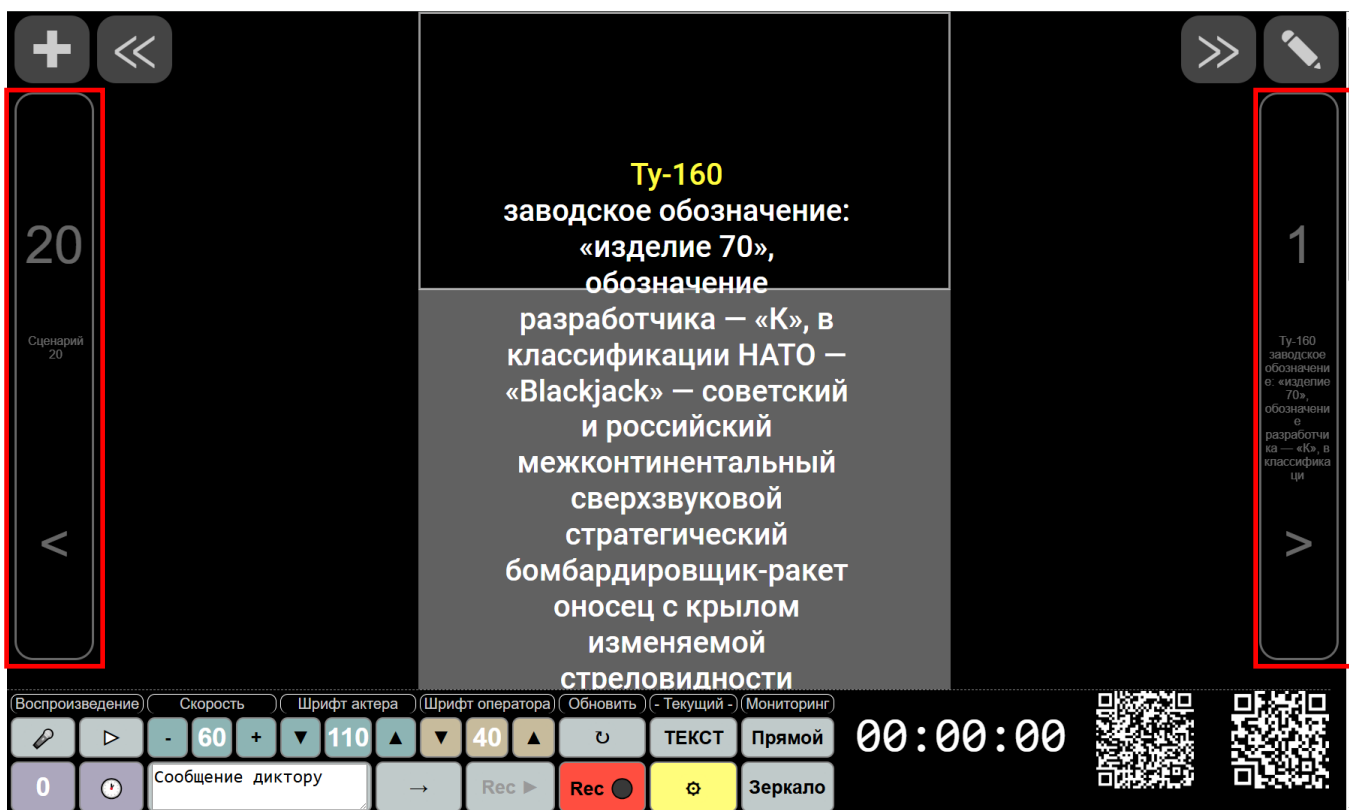 20
Сценарий
20
<
Ту-160
заводское обозначение:
«изделие 70»,
обозначение
разработчика — «К», в
классификации НАТО —
«Blackjack» — советский
и российский
межконтинентальный
сверхзвуковой
стратегический
бомбардировщик-ракет
оносец с крылом
изменяемой
стреловидности
1
Ту-160
заводское
обозначени
е: «изделие
70»,
обозначени
е
разработчи
ка — «К», в
классифика
ци
>
Воспроизведение Скорость Шрифт актера Шрифт оператора Обновить - Текущий - Мониторинг
- 60 + ▼ 110 ▲ ▼ 40 ▲ ↻ ТЕКСТ Прямой 00:00:00
0 Сообщение диктору → Rec ► Rec Зеркало